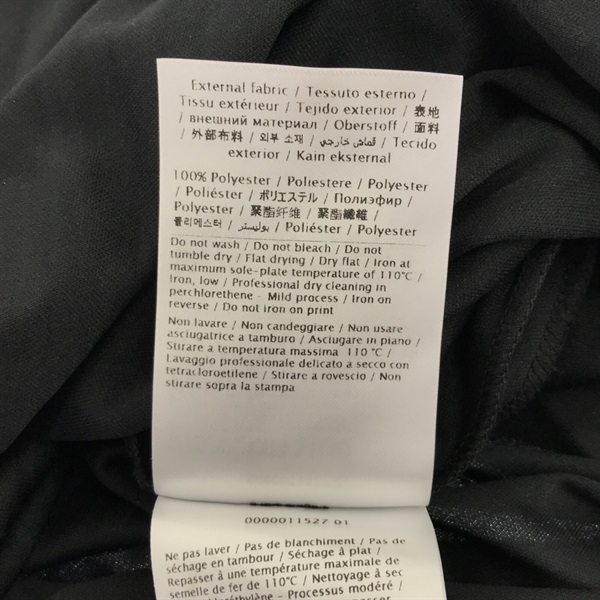 External fabric / Tessuto esterno /
Tissu extérieur / Tejido exterior / 表地
/ внешний материал / Oberstoff / 面料
/ 外部布料 / 외부 소재 / قماش خارجي / Tecido
exterior / Kain eksternal
100% Polyester / Poliestere / Polyester
/ Poliéster / ポリエステル / Полиэфир /
Polyester / 聚酯纤维 / 聚酯纖維 /
폴리에스터 / بوليستر / Poliéster / Polyester
Do not wash / Do not bleach / Do not
tumble dry / Flat drying / Dry flat / Iron at
maximum sole-plate temperature of 110°C /
Iron, low / Professional dry cleaning in
perchlorethene - Mild process / Iron on
reverse / Do not iron on print
Non lavare / Non candeggiare / Non usare
asciugatrice a tamburo / Asciugare in piano /
Stirare a temperatura massima 110 °C /
Lavaggio professionale delicato a secco con
tetracloroetilene / Stirare a rovescio / Non
stirare sopra la stampa
0000011527 01
Ne pas laver / Pas de blanchiment / Pas de
séchage en tambour / Séchage à plat /
Repasser à une température maximale de
semelle de fer de 110°C / Nettoyage à sec
- Processus modéré /